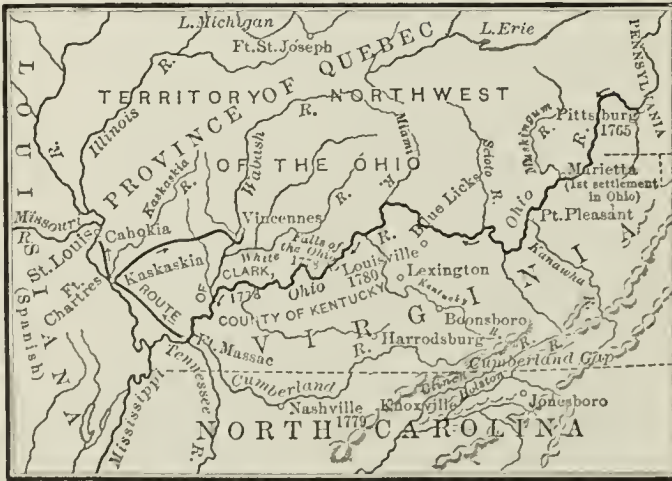 L. Michigan
Ft. St. Joseph
L. Erie
PENNSYLVANIA
LOUISIANA
(Spanish)
PROVINCE OF QUEBEC
TERRITORY NORTHWEST
OF THE OHIO
Illinois R.
Kaskaskia R.
Wabash R.
Miami R.
Scioto R.
Muskingum R.
Pittsburg
1765
Marietta
(1st settlement
in Ohio)
Pt. Pleasant
Kanawha R.
Ohio R.
Missouri R.
St. Louis
Cahokia
Vincennes
Blue Licks
White R.
Falls of
the Ohio
Ft. Chartres
Kaskaskia
ROUTE OF CLARK, 1778
Ohio R.
Louisville
1780
Lexington
COUNTY OF KENTUCKY
Kentucky R.
Boonsboro
VIRGINIA
Harrodsburg
Ft. Massac
Cumberland R.
Cumberland Gap
Clinch R.
Holston R.
Mississippi R.
Tennessee R.
Nashville
1779
Knoxville
Jonesboro
NORTH CAROLINA